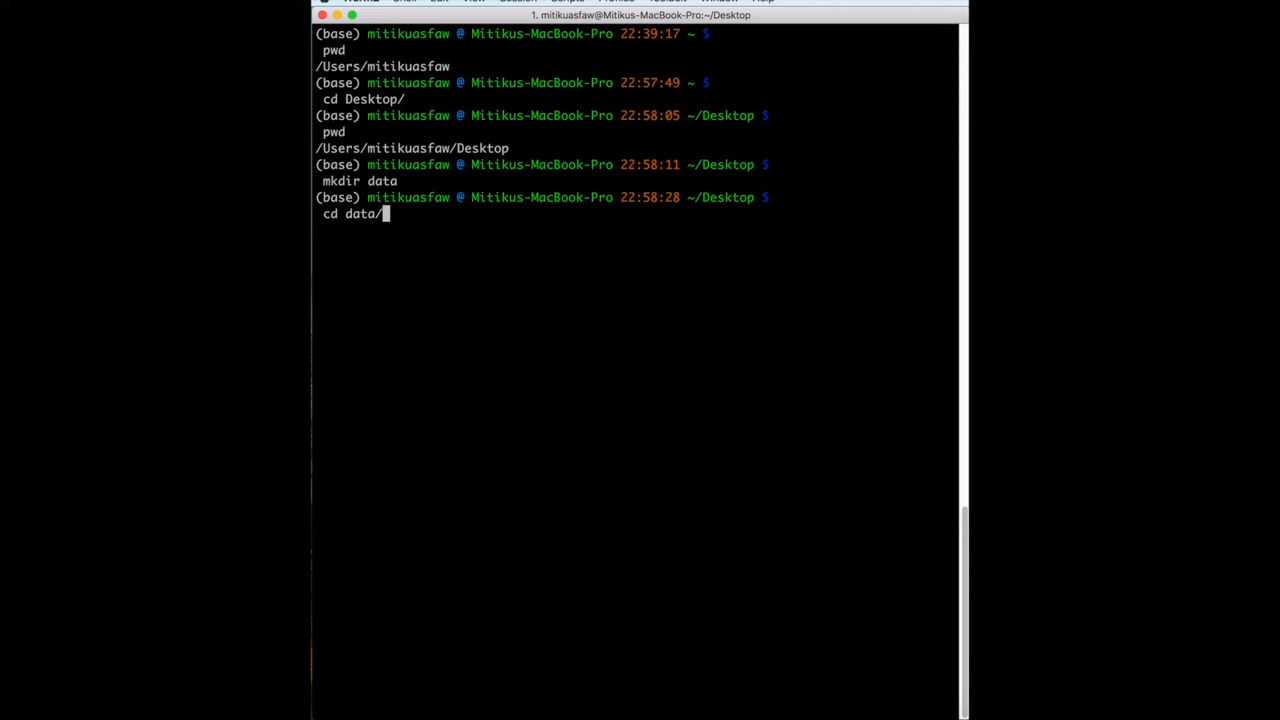 1. mitikuasfaw@Mitikus-MacBook-Pro:~/Desktop
(base) mitikuasfaw @ Mitikus-MacBook-Pro 22:39:17 ~ $
pwd
/Users/mitikuasfaw
(base) mitikuasfaw @ Mitikus-MacBook-Pro 22:57:49 ~ $
cd Desktop/
(base) mitikuasfaw @ Mitikus-MacBook-Pro 22:58:05 ~/Desktop $
pwd
/Users/mitikuasfaw/Desktop
(base) mitikuasfaw @ Mitikus-MacBook-Pro 22:58:11 ~/Desktop $
mkdir data
(base) mitikuasfaw @ Mitikus-MacBook-Pro 22:58:28 ~/Desktop $
cd data/